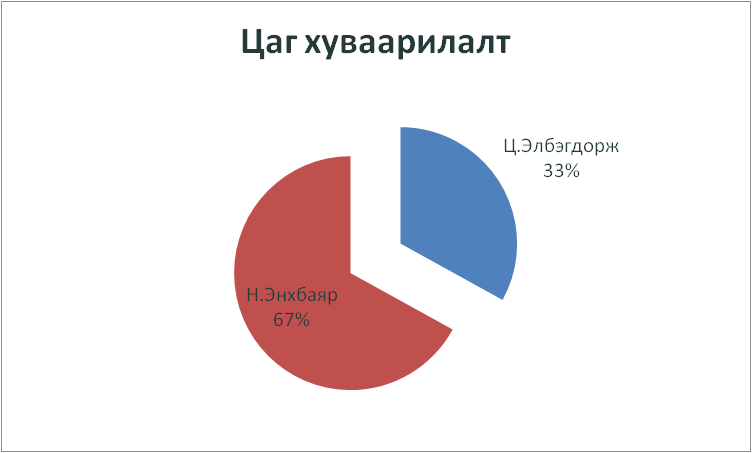 Цаг хуваарилалт
Ц.Элбэгдорж
33%
Н.Энхбаяр
67%